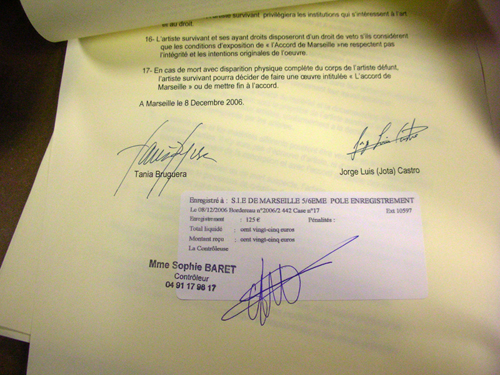 artiste survivant privilégiera les institutions qui s'intéressent à l'art
et au droit.
16- L'artiste survivant et ses ayant droits disposeront d'un droit de veto s'ils considèrent
que les conditions d'exposition de « l'Accord de Marseille »ne respectent pas
l'intégrité et les intentions originales de l'oeuvre.
17- En cas de mort avec disparition physique complète du corps de l'artiste défunt,
l'artiste survivant pourra décider de faire une œuvre intitulée « L'accord de
Marseille » ou de mettre fin à l'accord.
A Marseille le 8 Decembre 2006.
Tania Bruguera
Jorge Luis (Jota) Castro
Enregistré à : S.I.E DE MARSEILLE 5/6EME POLE ENREGISTREMENT
Le 08/12/2006 Bordereau n°2006/2 442 Case n°17 Ext 10597
Enregistrement : 125 € Pénalités :
Total liquidé : cent vingt-cinq euros
Montant reçu : cent vingt-cinq euros
La Contrôleuse
Mme Sophie BARET
Contrôleur
04 91 17 98 17